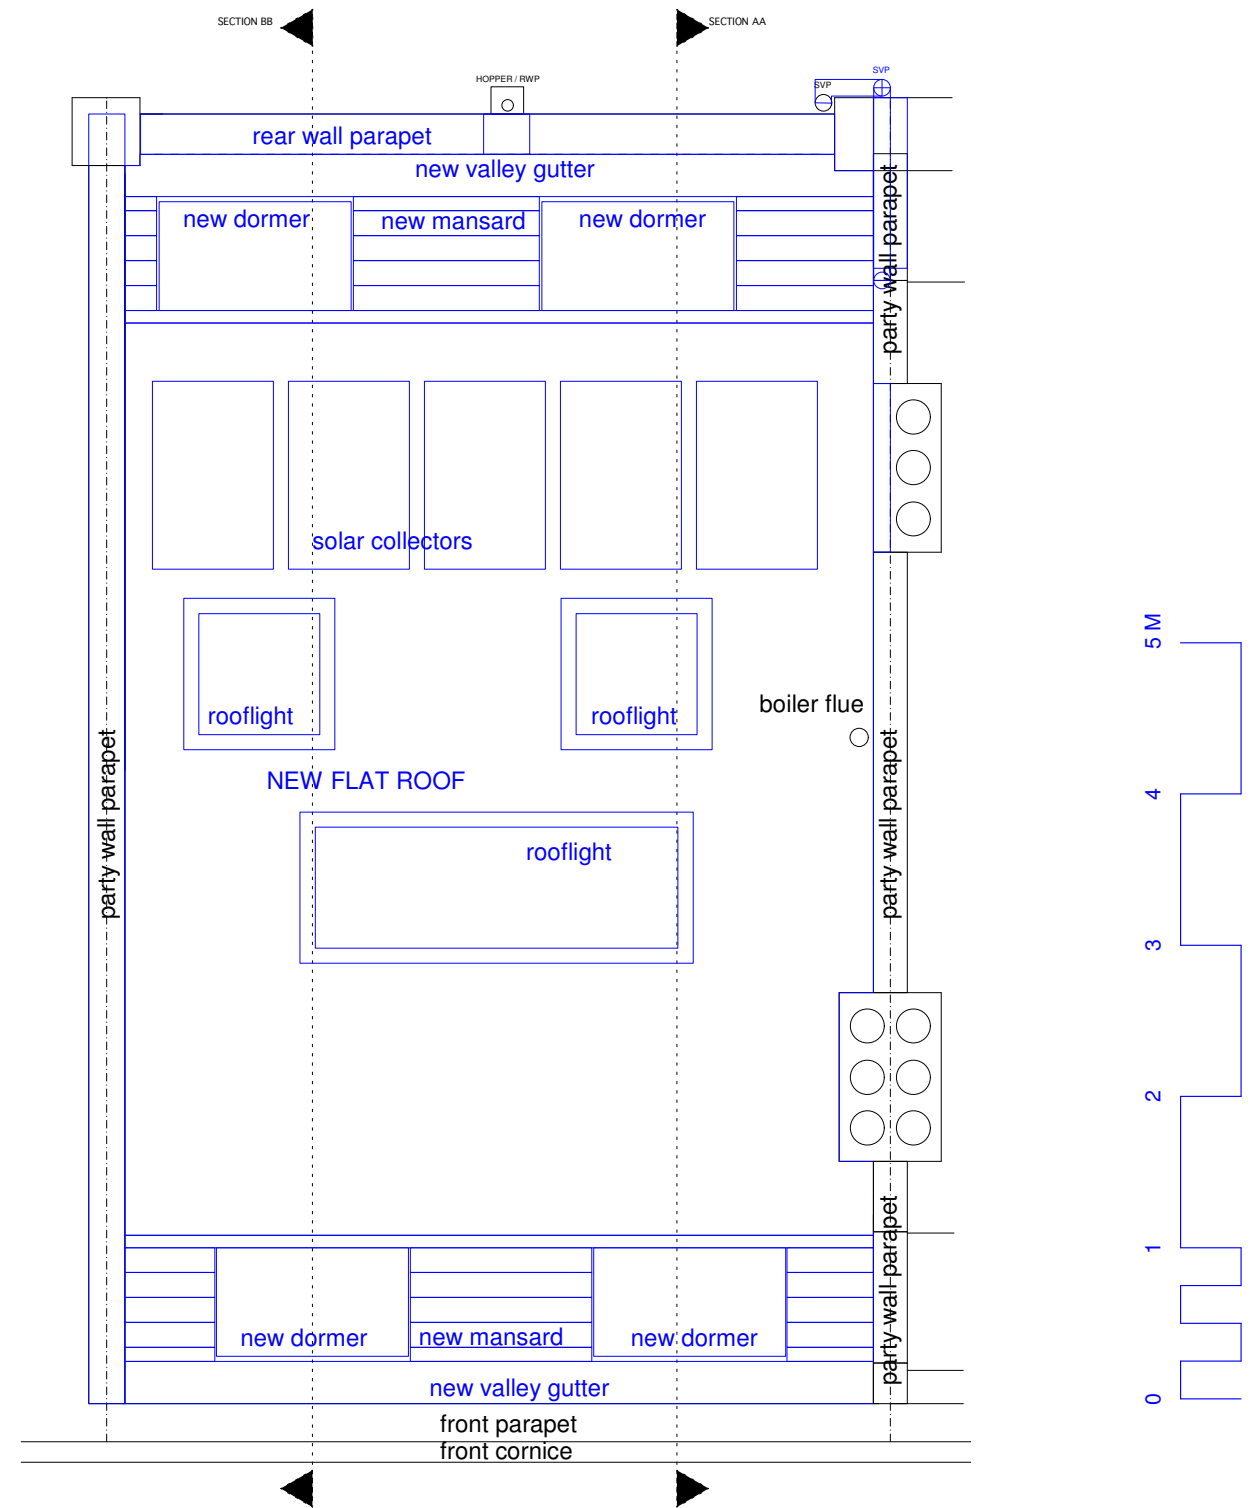 SECTION BB
SECTION AA
HOPPER / RWP
SVP
SVP
rear wall parapet
new valley gutter
new dormer
new mansard
new dormer
party wall parapet
solar collectors
rooflight
rooflight
boiler flue
NEW FLAT ROOF
rooflight
party wall parapet
party wall parapet
5 M
4
3
2
1
0
party wall parapet
new dormer
new mansard
new dormer
new valley gutter
front parapet
front cornice